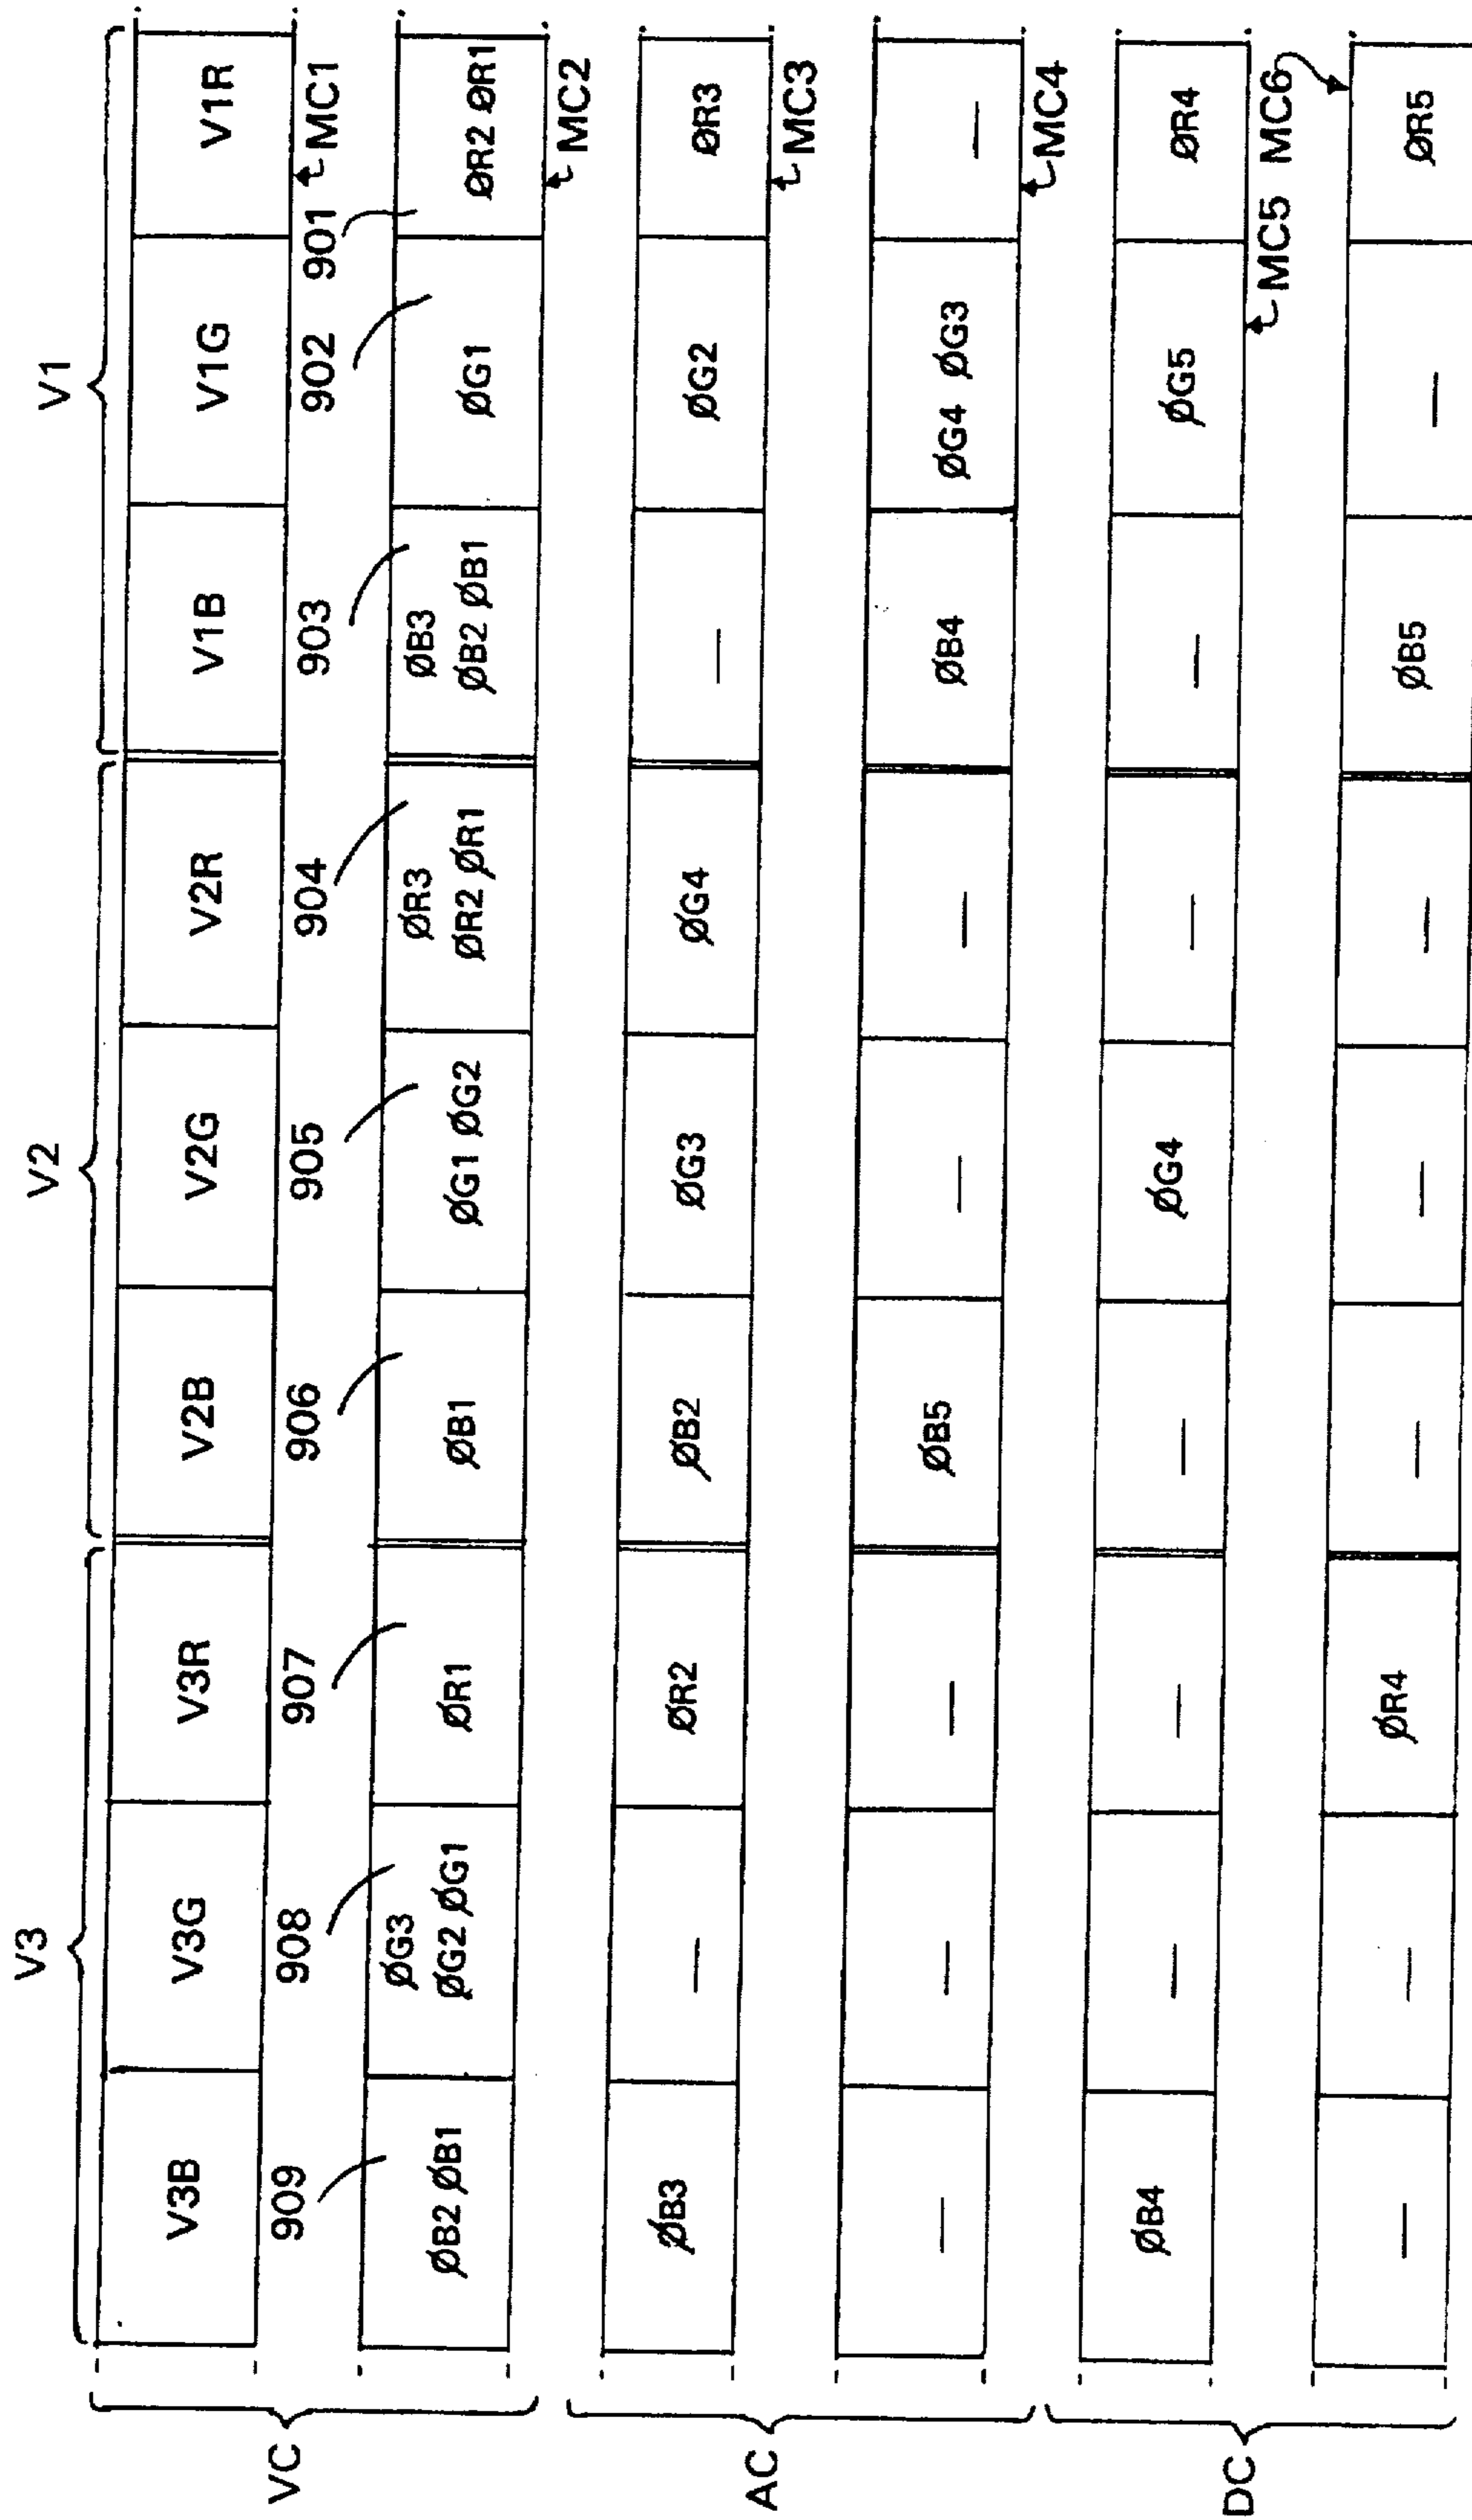 V3 V2 V1
V3B V3G V3R V2B V2G V2R V1B V1G V1R
VC
909 908 907 906 905 904 903 902 901 MC1
ØG3 ØR3 ØB3
ØB2 ØB1 ØG2 ØG1 ØR1 ØB1 ØG1 ØG2 ØR2 ØR1 ØB2 ØB1 ØG1 ØR2 ØR1
MC2
ØB3 — ØR2 ØB2 ØG3 ØG4 — ØG2 ØR3
AC
MC3
— — — ØB5 — — ØB4 ØG4 ØG3 —
MC4
ØB4 — — — ØG4 — — ØG5 ØR4
DC
MC5 MC6
— — ØR4 — — — ØB5 — ØR5